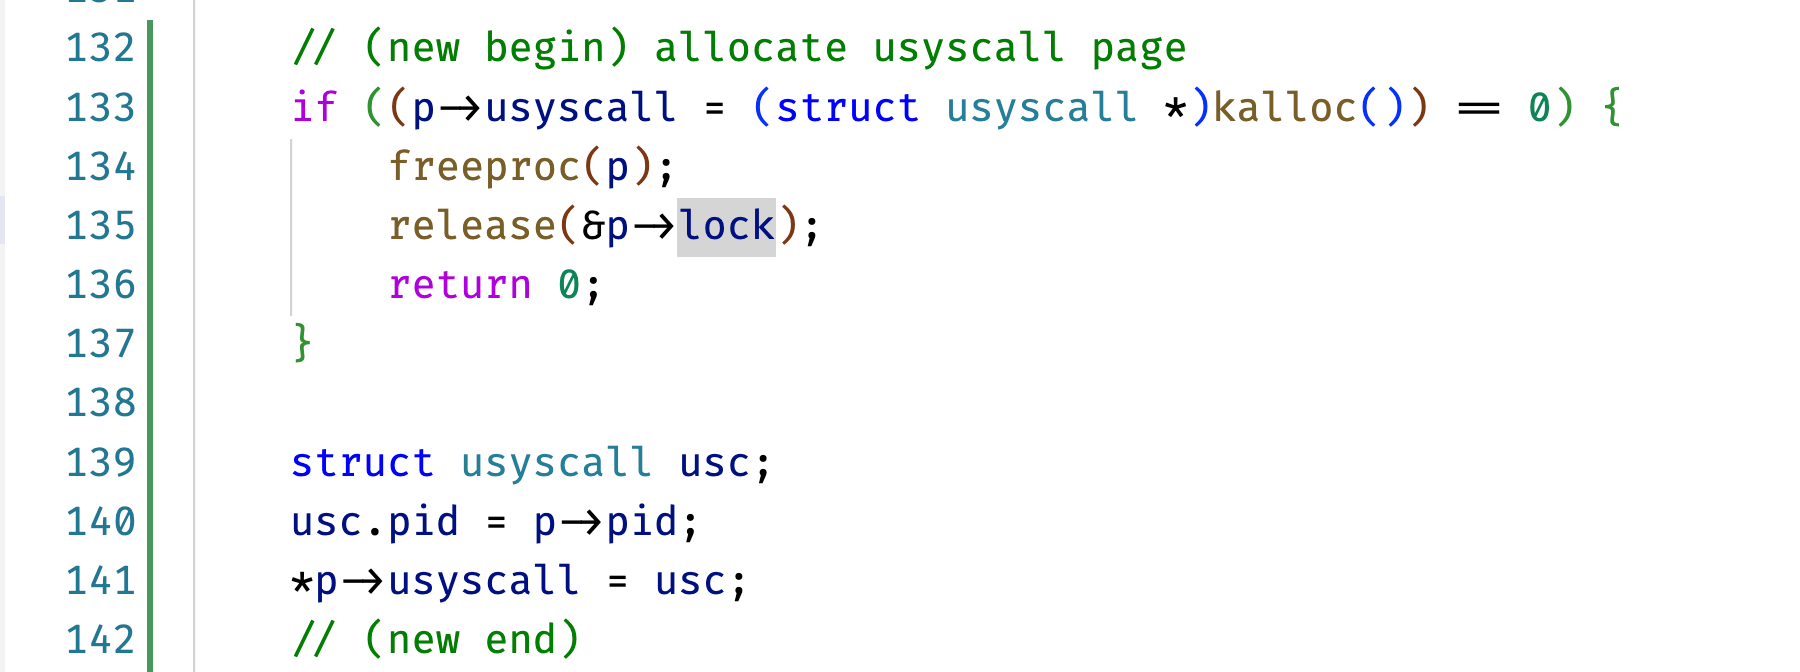 132 // (new begin) allocate usyscall page
133 if ((p->usyscall = (struct usyscall *)kalloc()) == 0) {
134 freeproc(p);
135 release(&p->lock);
136 return 0;
137 }
138
139 struct usyscall usc;
140 usc.pid = p->pid;
141 *p->usyscall = usc;
142 // (new end)